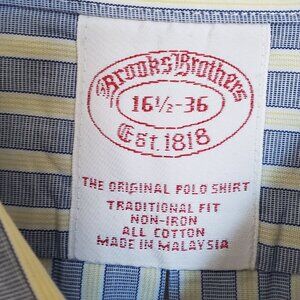 Brooks Brothers
16½-36
Est. 1818
THE ORIGINAL POLO SHIRT
TRADITIONAL FIT
NON-IRON
ALL COTTON
MADE IN MALAYSIA